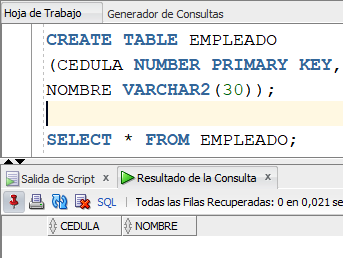 Hoja de Trabajo Generador de Consultas
CREATE TABLE EMPLEADO
(CEDULA NUMBER PRIMARY KEY,
NOMBRE VARCHAR2(30));
SELECT * FROM EMPLEADO;
Salida de Script x Resultado de la Consulta x
SQL | Todas las Filas Recuperadas: 0 en 0,021 se
CEDULA NOMBRE